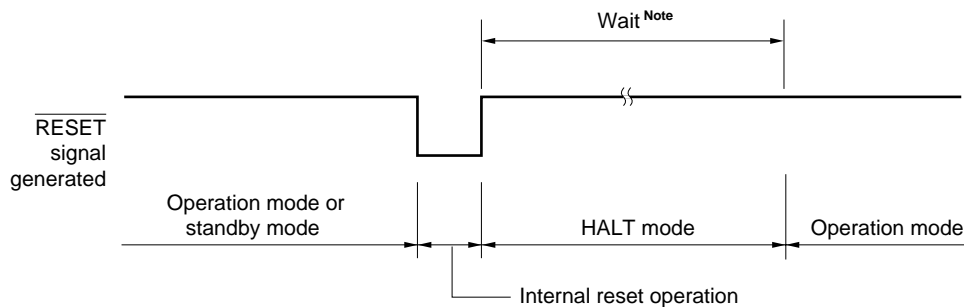 Wait Note
RESET
signal
generated
Operation mode or
standby mode
HALT mode
Operation mode
Internal reset operation